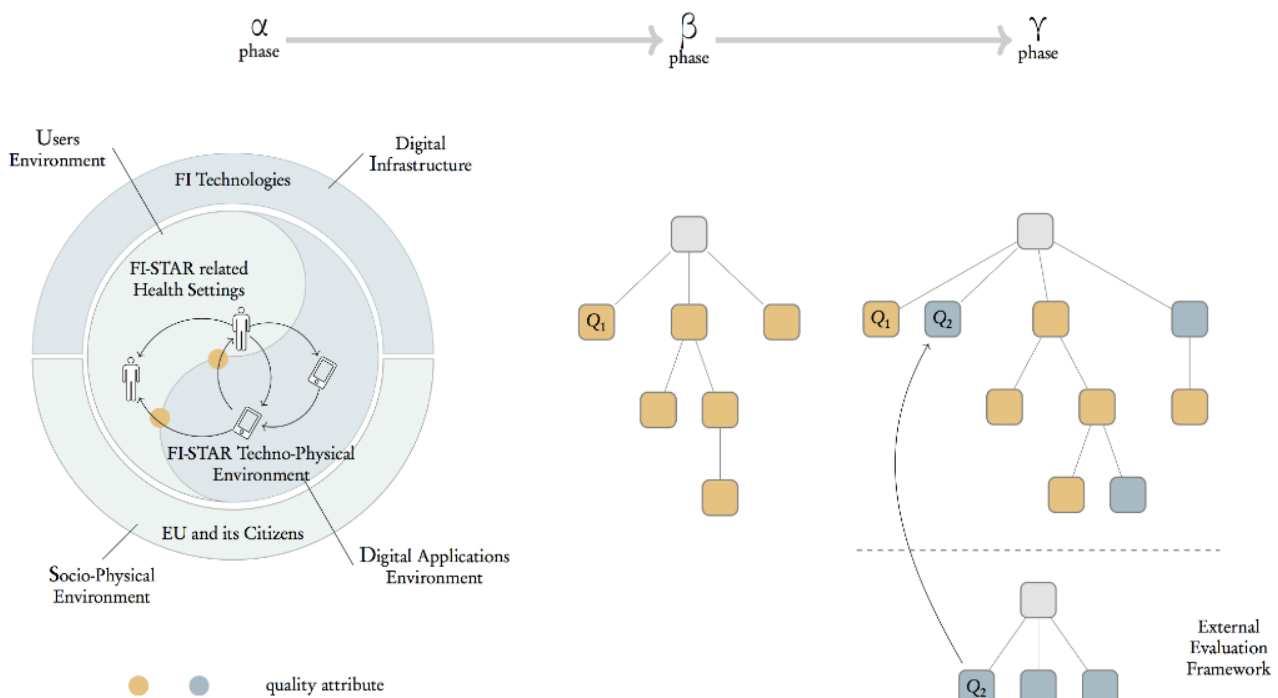 α
phase
β
phase
γ
phase
Users
Environment
Digital
Infrastructure
FI Technologies
FI-STAR related
Health Settings
FI-STAR Techno-Physical
Environment
EU and its Citizens
Socio-Physical
Environment
Digital Applications
Environment
quality attribute
Q1
Q1
Q2
Q2
External
Evaluation
Framework